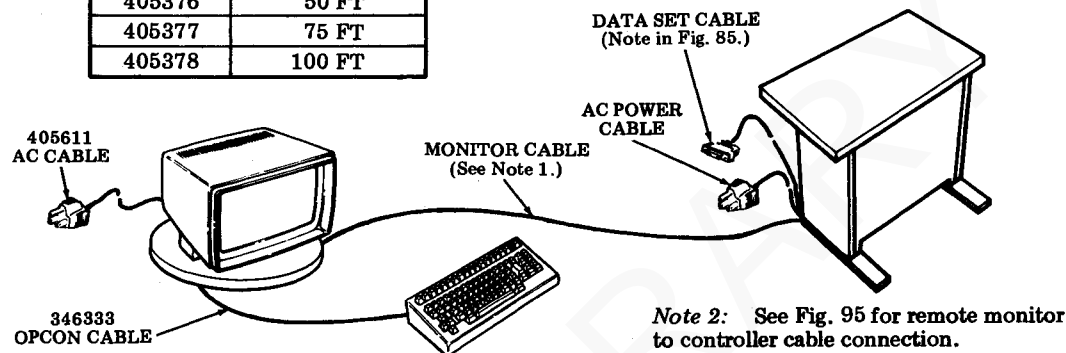 405376 50 FT
405377 75 FT
405378 100 FT
DATA SET CABLE
(Note in Fig. 85.)
AC POWER
CABLE
405611
AC CABLE
MONITOR CABLE
(See Note 1.)
346333
OPCON CABLE
Note 2: See Fig. 95 for remote monitor
to controller cable connection.